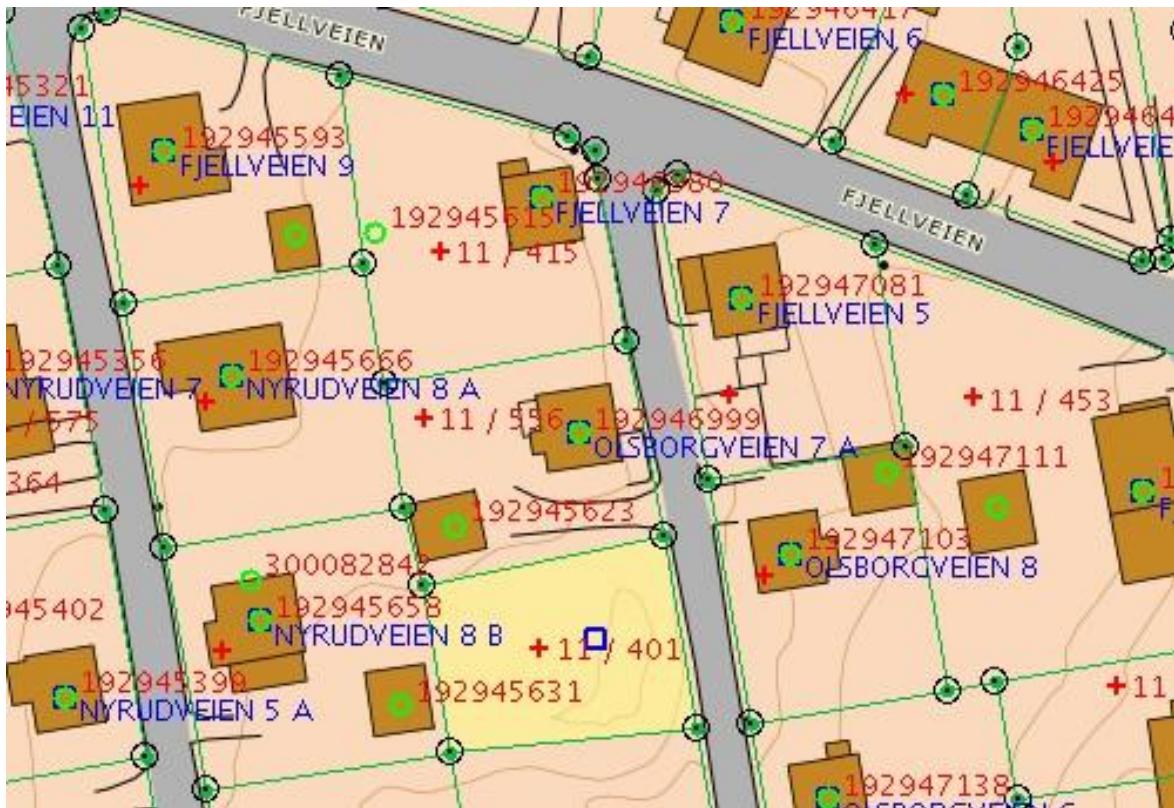 FJELLVEIEN
192946417
FJELLVEIEN 6
45321
EIEN 11
192946425
192945593
FJELLVEIEN 9
192946980
FJELLVEIEN 7
192945615
11 / 415
FJELLVEIEN
192947081
FJELLVEIEN 5
192945356
NYRUDVEIEN 7
/ 575
192945666
NYRUDVEIEN 8 A
11 / 556
192946999
OLSBORGVEIEN 7 A
11 / 453
192947111
364
192945623
192947103
OLSBORGVEIEN 8
300082842
945402
192945658
NYRUDVEIEN 8 B
11 / 401
192945399
NYRUDVEIEN 5 A
192945631
11
192947138